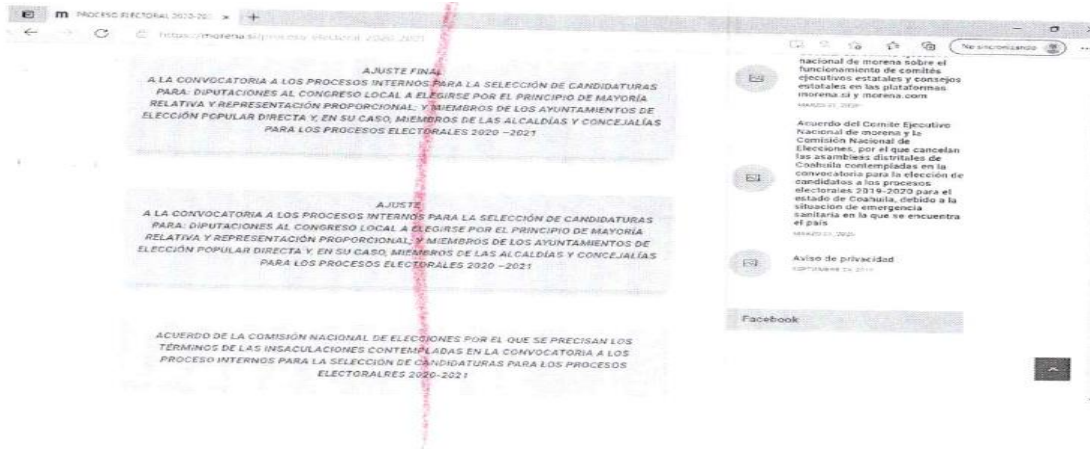 m PROCESO ELECTORAL 2020-202
https://morena.si/proceso-electoral-2020-2021
No sincronizando
AJUSTE FINAL
A LA CONVOCATORIA A LOS PROCESOS INTERNOS PARA LA SELECCIÓN DE CANDIDATURAS
PARA: DIPUTACIONES AL CONGRESO LOCAL A ELEGIRSE POR EL PRINCIPIO DE MAYORÍA
RELATIVA Y REPRESENTACIÓN PROPORCIONAL; Y MIEMBROS DE LOS AYUNTAMIENTOS DE
ELECCIÓN POPULAR DIRECTA Y, EN SU CASO, MIEMBROS DE LAS ALCALDÍAS Y CONCEJALÍAS
PARA LOS PROCESOS ELECTORALES 2020 –2021
AJUSTE
A LA CONVOCATORIA A LOS PROCESOS INTERNOS PARA LA SELECCIÓN DE CANDIDATURAS
PARA: DIPUTACIONES AL CONGRESO LOCAL A ELEGIRSE POR EL PRINCIPIO DE MAYORÍA
RELATIVA Y REPRESENTACIÓN PROPORCIONAL; Y MIEMBROS DE LOS AYUNTAMIENTOS DE
ELECCIÓN POPULAR DIRECTA Y, EN SU CASO, MIEMBROS DE LAS ALCALDÍAS Y CONCEJALÍAS
PARA LOS PROCESOS ELECTORALES 2020 –2021
ACUERDO DE LA COMISIÓN NACIONAL DE ELECCIONES POR EL QUE SE PRECISAN LOS
TÉRMINOS DE LAS INSACULACIONES CONTEMPLADAS EN LA CONVOCATORIA A LOS
PROCESO INTERNOS PARA LA SELECCIÓN DE CANDIDATURAS PARA LOS PROCESOS
ELECTORALRES 2020-2021
nacional de morena sobre el
funcionamiento de comités
ejecutivos estatales y consejos
estatales en las plataformas
morena.si y morena.com
MARZO 21, 2020
Acuerdo del Comite Ejecutivo
Nacional de morena y la
Comisión Nacional de
Elecciones, por el que cancelan
las asambleas distritales de
Coahuila contempladas en la
convocatoria para la elección de
candidatos a los procesos
electorales 2019-2020 para el
estado de Coahuila, debido a la
situación de emergencia
sanitaria en la que se encuentra
el país
MARZO 21, 2020
Aviso de privacidad
SEPTIEMBRE
Facebook